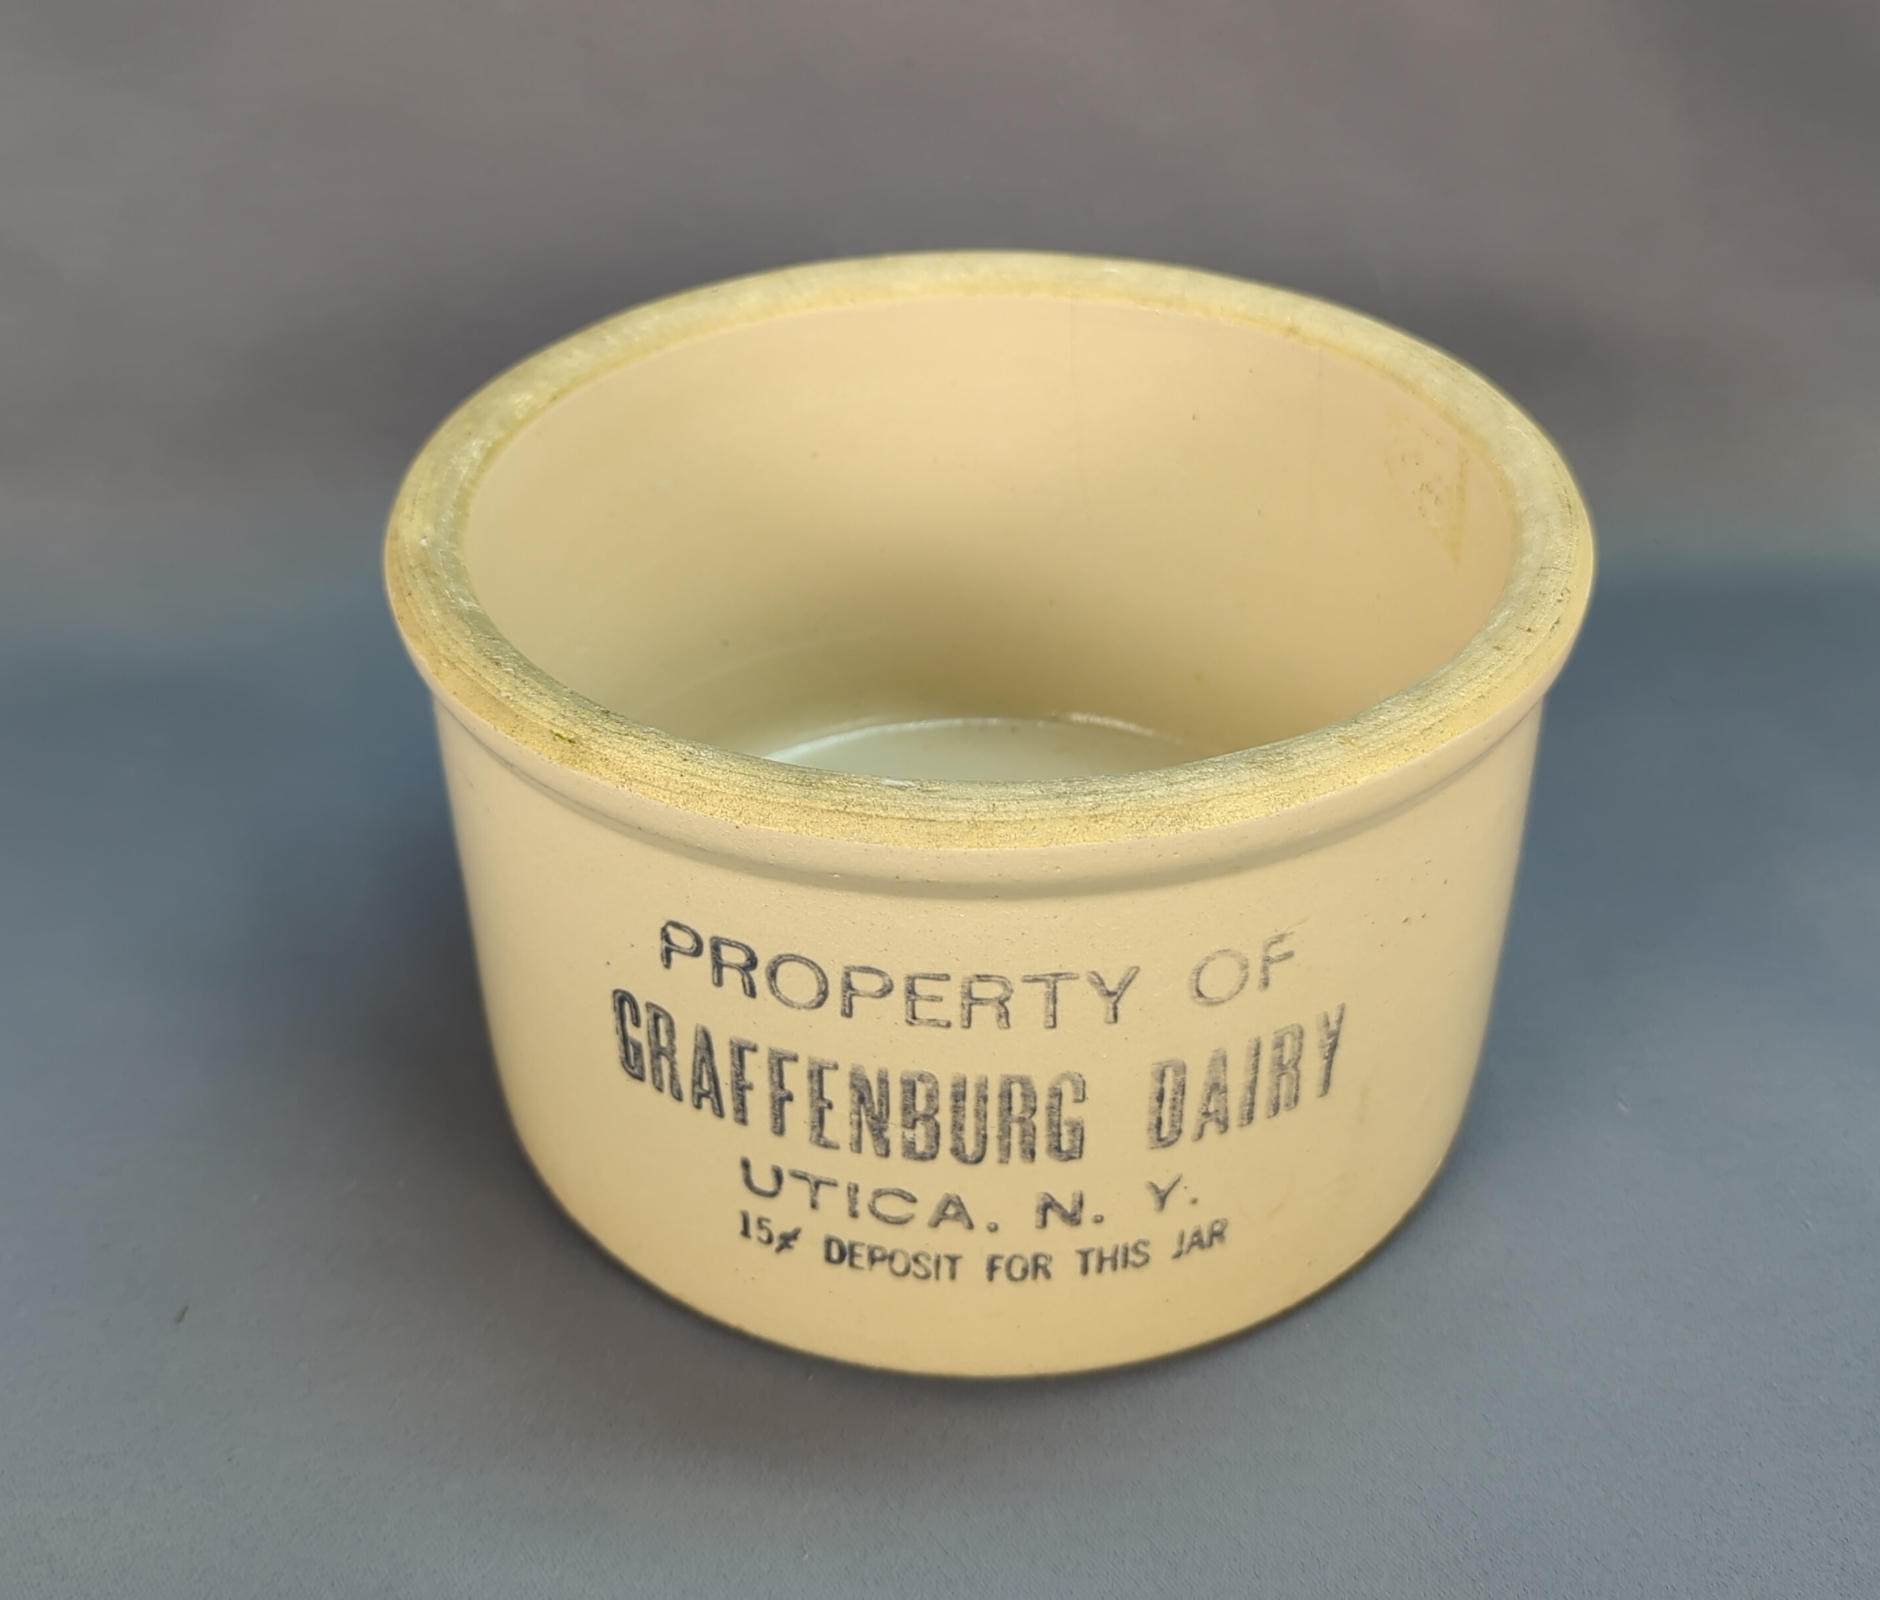 PROPERTY OF
GRAFFENBURG DAIRY
UTICA. N. Y.
15¢ DEPOSIT FOR THIS JAR